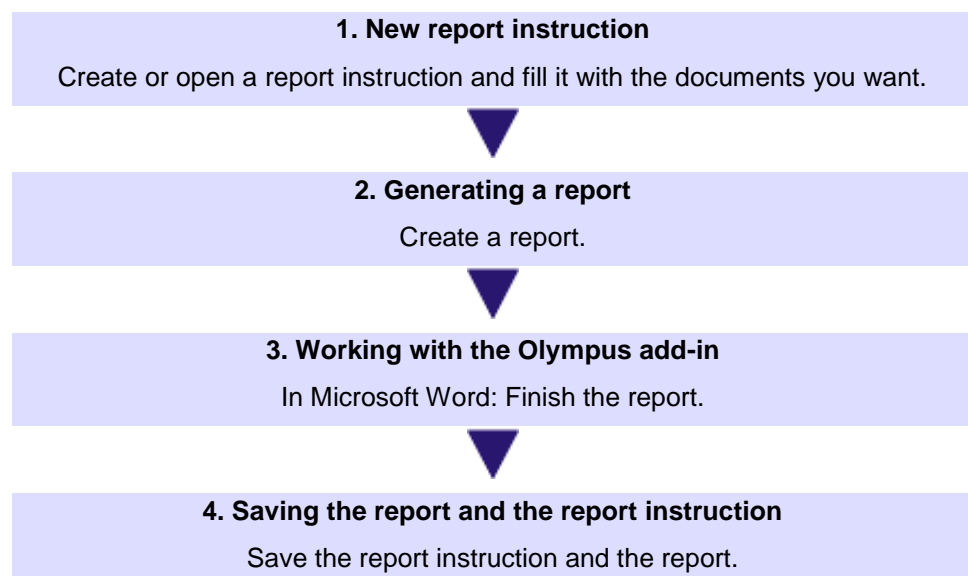 1. New report instruction
Create or open a report instruction and fill it with the documents you want.
2. Generating a report
Create a report.
3. Working with the Olympus add-in
In Microsoft Word: Finish the report.
4. Saving the report and the report instruction
Save the report instruction and the report.